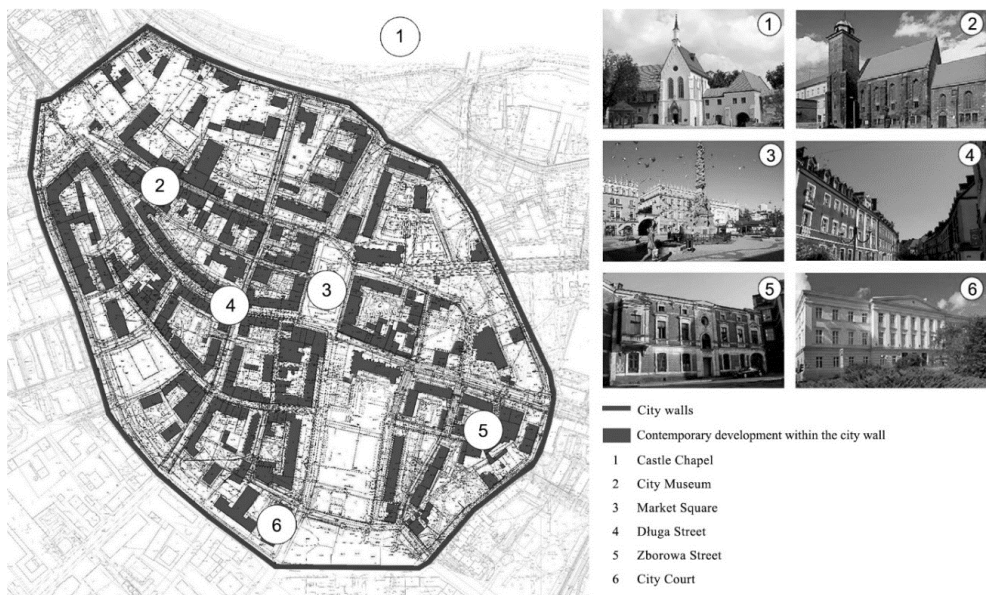 1
2
3
4
5
6
1
2
3
4
5
6
City walls
Contemporary development within the city wall
1 Castle Chapel
2 City Museum
3 Market Square
4 Długa Street
5 Zborowa Street
6 City Court